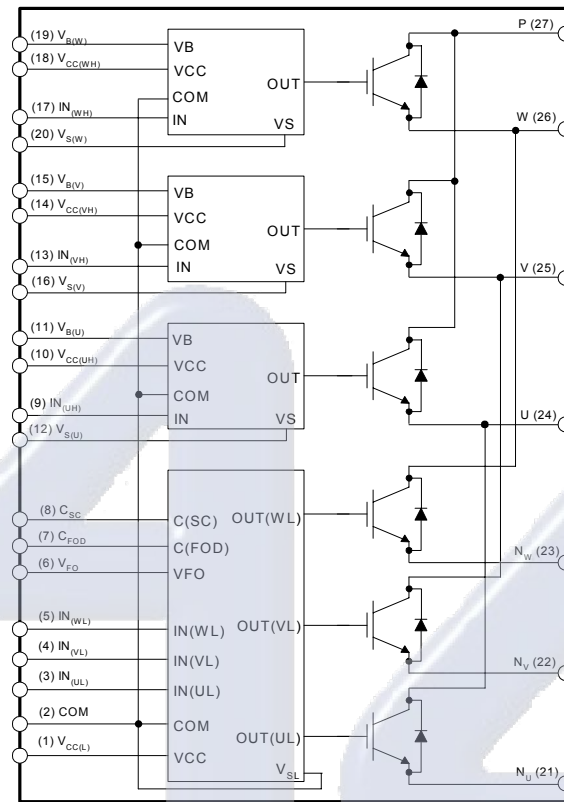 (19) VB(W)
(18) VCC(WH)
(17) IN(WH)
(20) VS(W)
VB
VCC
COM
IN
OUT
VS
P (27)
W (26)
(15) VB(V)
(14) VCC(VH)
(13) IN(VH)
(16) VS(V)
VB
VCC
COM
IN
OUT
VS
V (25)
(11) VB(U)
(10) VCC(UH)
(9) IN(UH)
(12) VS(U)
VB
VCC
COM
IN
OUT
VS
U (24)
(8) CSC
(7) CFOD
(6) VFO
(5) IN(WL)
(4) IN(VL)
(3) IN(UL)
(2) COM
(1) VCC(L)
C(SC)
C(FOD)
VFO
IN(WL)
IN(VL)
IN(UL)
COM
VCC
OUT(WL)
OUT(VL)
OUT(UL)
VSL
NW (23)
NV (22)
NU (21)